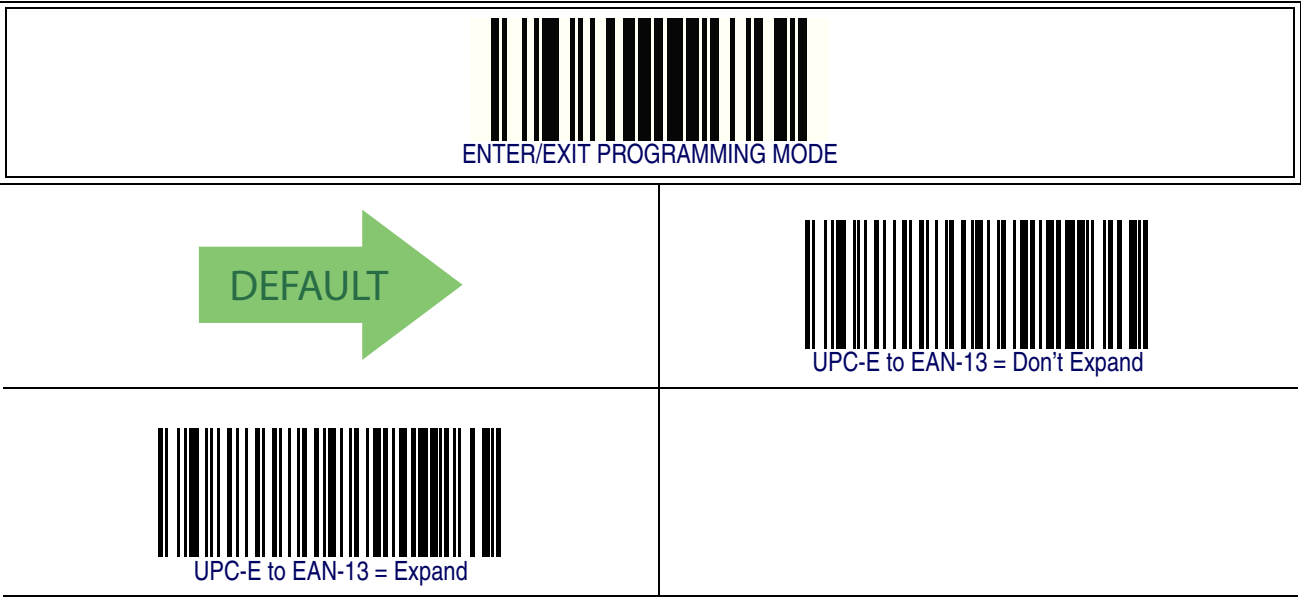 ENTER/EXIT PROGRAMMING MODE
DEFAULT
UPC-E to EAN-13 = Don't Expand
UPC-E to EAN-13 = Expand